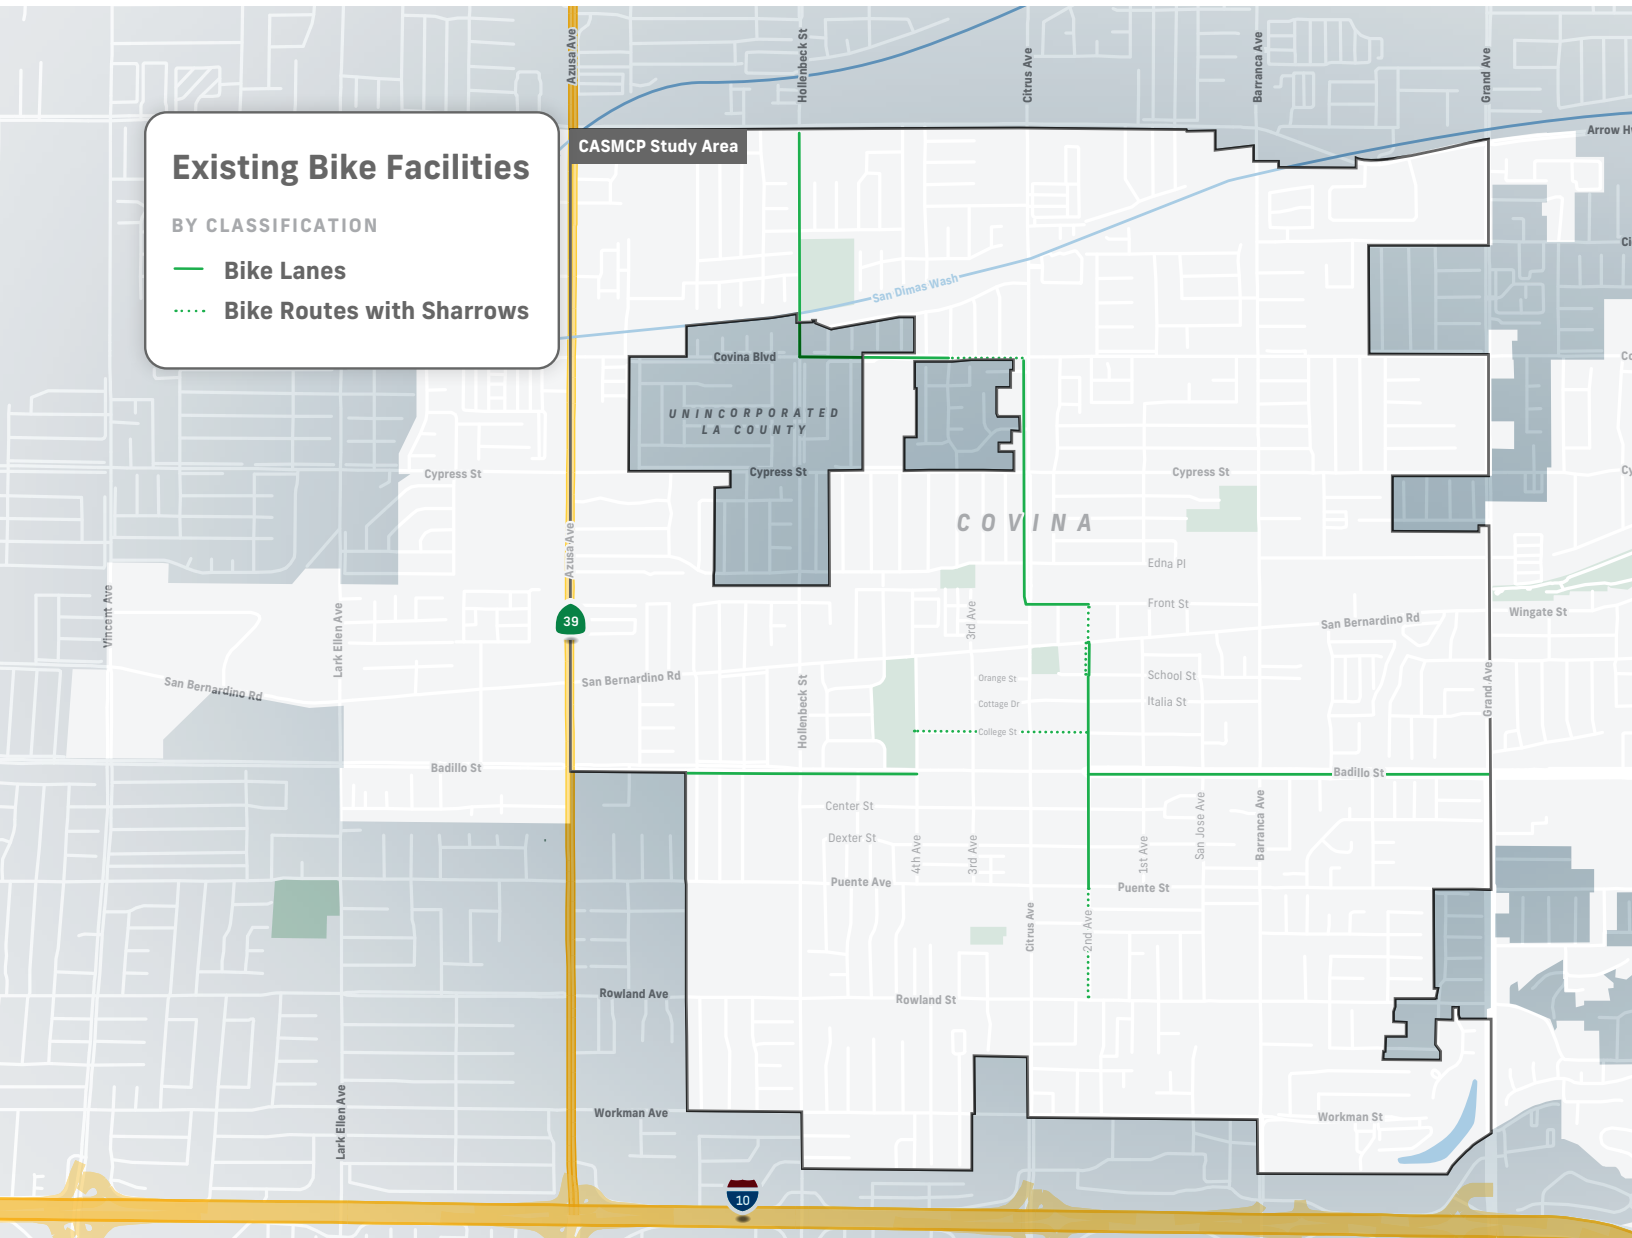 Azusa Ave
Hollenbeck St
Citrus Ave
Barranca Ave
Grand Ave
Existing Bike Facilities
BY CLASSIFICATION
Bike Lanes
Bike Routes with Sharrows
CASMCP Study Area
San Dimas Wash
Covina Blvd
UNINCORPORATED
LA COUNTY
Cypress St
Cypress St
Cypress St
COVINA
Azusa Ave
Edna Pl
Front St
3rd Ave
39
Vincent Ave
Lark Ellen Ave
San Bernardino Rd
San Bernardino Rd
San Bernardino Rd
Wingate St
Orange St
School St
Cottage Dr
Italia St
College St
Hollenbeck St
Grand Ave
Badillo St
Badillo St
Center St
Dexter St
4th Ave
3rd Ave
1st Ave
San Jose Ave
Barranca Ave
Puente Ave
Puente St
Citrus Ave
2nd Ave
Rowland Ave
Rowland St
Workman Ave
Workman St
Lark Ellen Ave
10